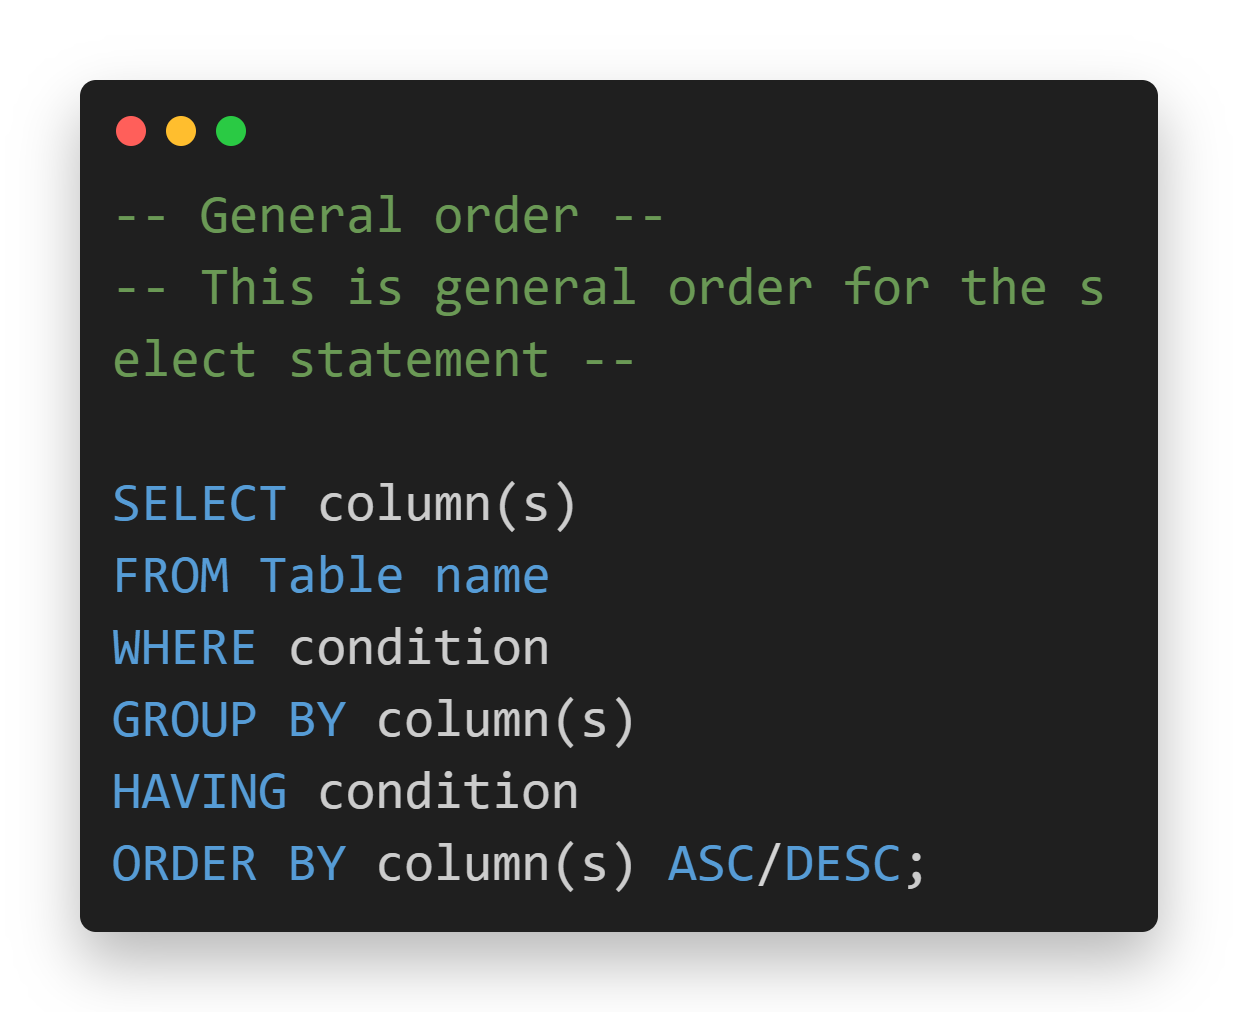 -- General order --
-- This is general order for the s
elect statement --
SELECT column(s)
FROM Table name
WHERE condition
GROUP BY column(s)
HAVING condition
ORDER BY column(s) ASC/DESC;